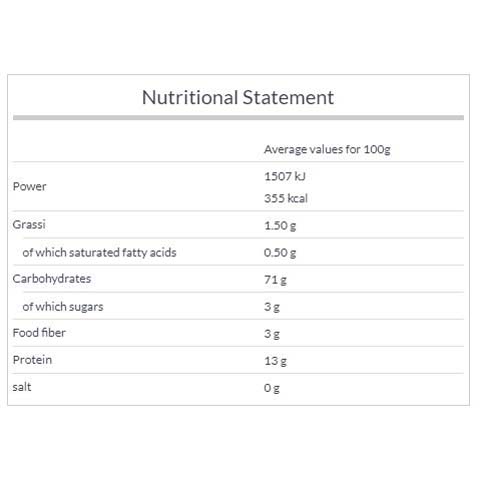 Nutritional Statement
Average values for 100g
Power
1507 kJ
355 kcal
Grassi 1.50 g
of which saturated fatty acids 0.50 g
Carbohydrates 71 g
of which sugars 3 g
Food fiber 3 g
Protein 13 g
salt 0 g